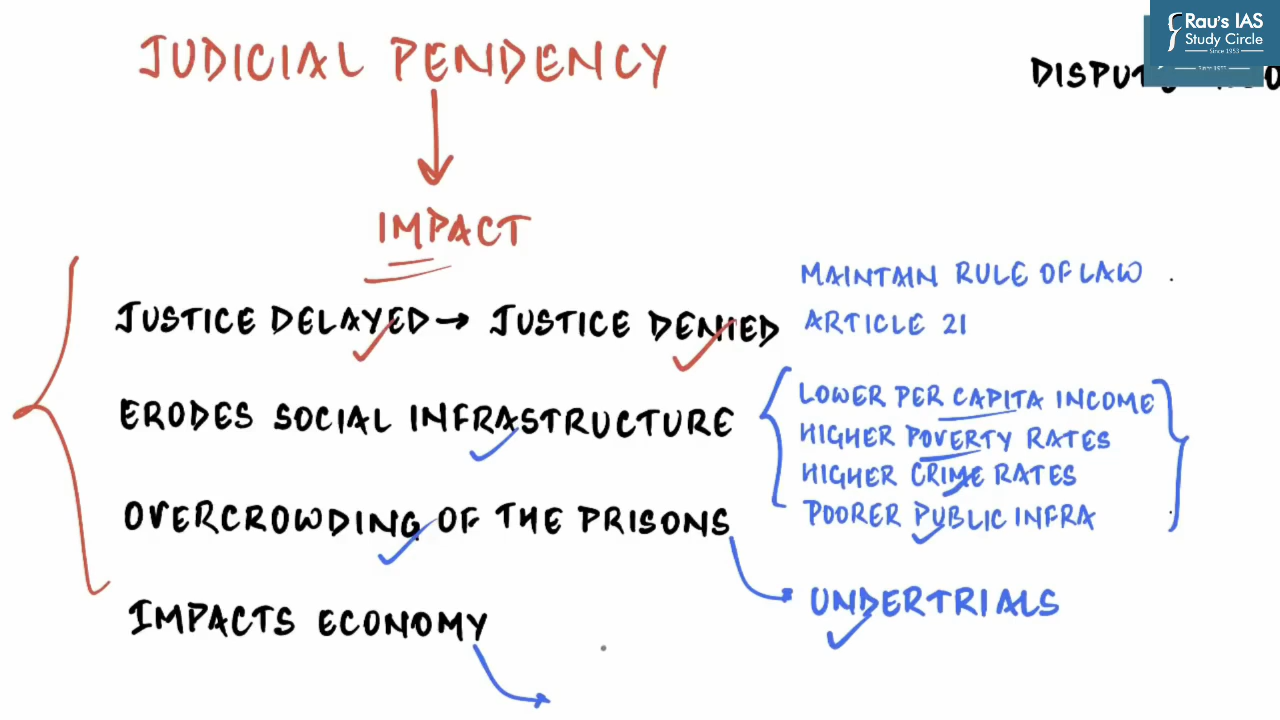 Rau's IAS
Study Circle
Since 1953
JUDICIAL PENDENCY
IMPACT
MAINTAIN RULE OF LAW
JUSTICE DELAYED → JUSTICE DENIED
ARTICLE 21
ERODES SOCIAL INFRASTRUCTURE
LOWER PER CAPITA INCOME
HIGHER POVERTY RATES
HIGHER CRIME RATES
POORER PUBLIC INFRA
OVERCROWDING OF THE PRISONS
UNDERTRIALS
IMPACTS ECONOMY